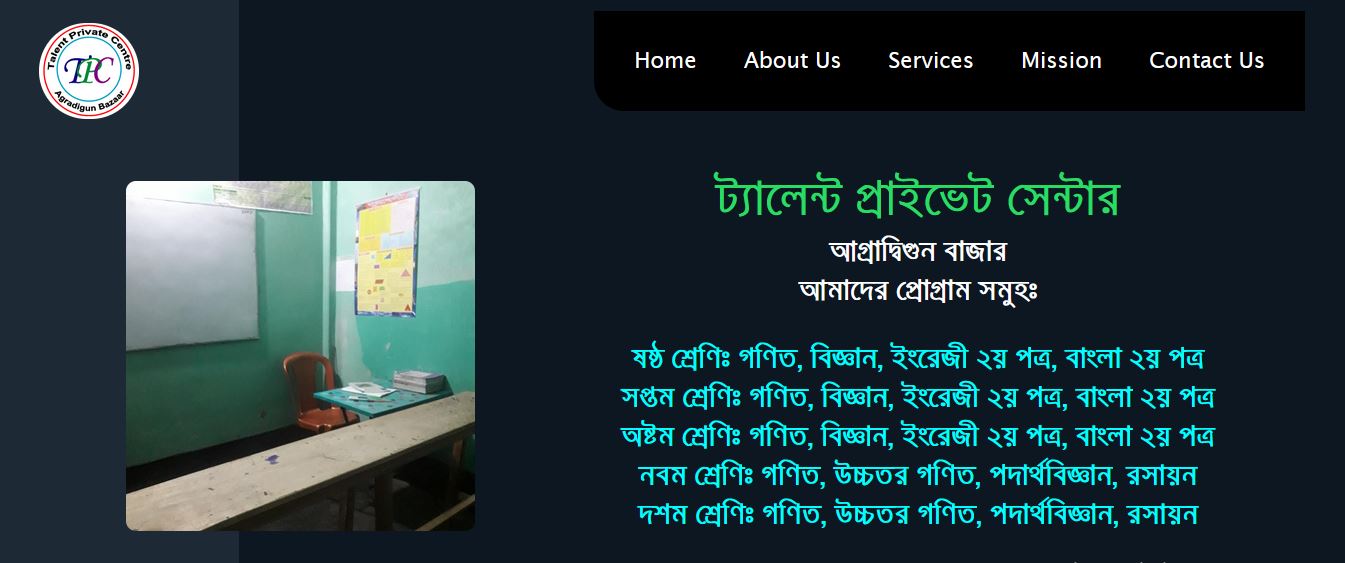 Talent Private Centre
TPC
Agradigun Bazaar
Home About Us Services Mission Contact Us
ট্যালেন্ট প্রাইভেট সেন্টার
আগ্রাদ্বিগুন বাজার
আমাদের প্রোগ্রাম সমুহঃ
ষষ্ঠ শ্রেণিঃ গণিত, বিজ্ঞান, ইংরেজী ২য় পত্র, বাংলা ২য় পত্র
সপ্তম শ্রেণিঃ গণিত, বিজ্ঞান, ইংরেজী ২য় পত্র, বাংলা ২য় পত্র
অষ্টম শ্রেণিঃ গণিত, বিজ্ঞান, ইংরেজী ২য় পত্র, বাংলা ২য় পত্র
নবম শ্রেণিঃ গণিত, উচ্চতর গণিত, পদার্থবিজ্ঞান, রসায়ন
দশম শ্রেণিঃ গণিত, উচ্চতর গণিত, পদার্থবিজ্ঞান, রসায়ন